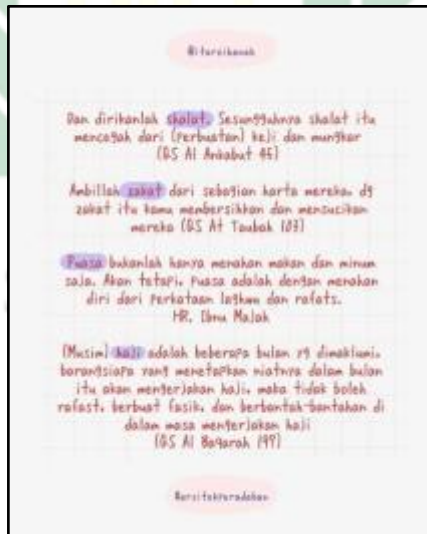 Dan dirikanlah shalat. Sesungguhnya shalat itu
mencegah dari (perbuatan) keji dan mungkar
(QS Al Ankabut 45)
Ambillah zakat dari sebagian harta mereka, dg
zakat itu kamu membersihkan dan mensucikan
mereka (QS At Taubah 103)
Puasa bukanlah hanya menahan makan dan minum
saja. Akan tetapi, puasa adalah dengan menahan
diri dari perkataan laghwu dan rafats.
HR. Ibnu Majah
(Musim) haji adalah beberapa bulan yg dimaklumi,
barangsiapa yang menetapkan niatnya dalam bulan
itu akan mengerjakan haji, maka tidak boleh
rafast, berbuat fasik, dan berbantah-bantahan di
dalam masa mengerjakan haji
(QS Al Baqarah 197)